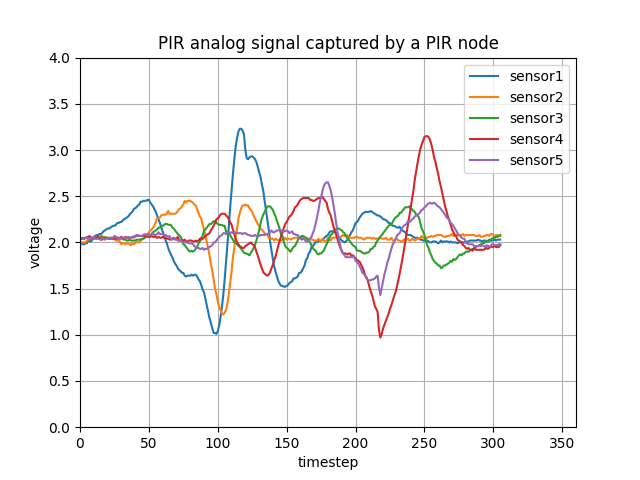 PIR analog signal captured by a PIR node
4.0
3.5
3.0
2.5
2.0
1.5
1.0
0.5
0.0
voltage
sensor1
sensor2
sensor3
sensor4
sensor5
0 50 100 150 200 250 300 350
timestep